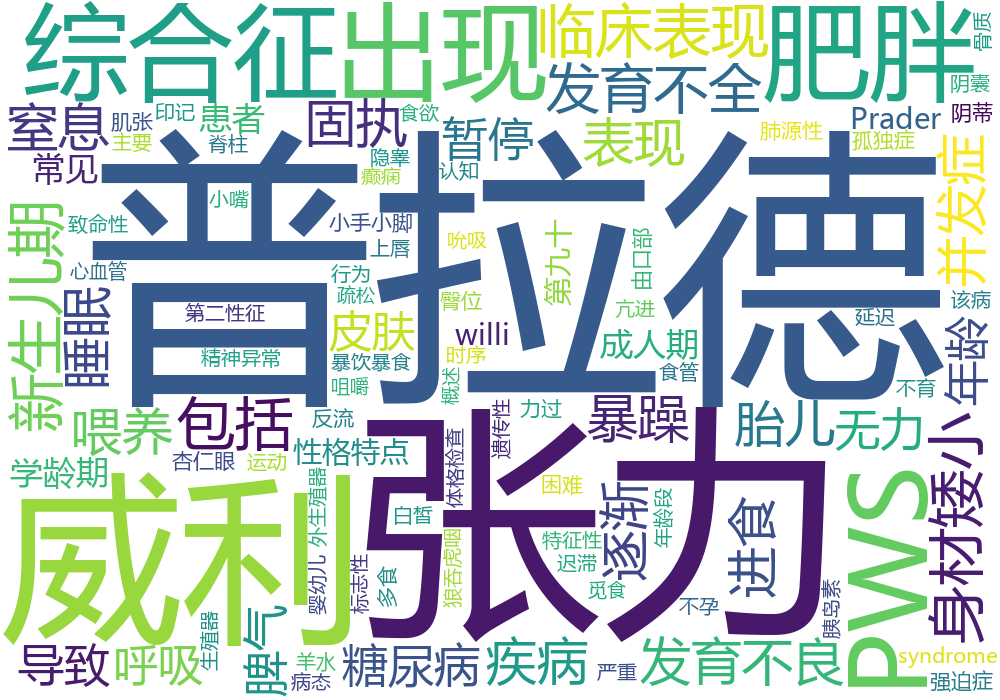 综合征
出现
临床表现
肥胖
骨质
发育不全
阴囊
窒息
肌张
印记
患者
固执
食欲
暂停
表现
肺源性
Prader
阴蒂
主要
脊柱
隐睾
认知
孤独症
并发症
常见
癫痫
普拉德
小嘴
小手小脚
新生儿期
致命性
上唇
吮吸
第九十
由口部
心血管
行为
睡眠
疏松
臀位
亢进
该病
第二性征
皮肤
willi
成人期
延迟
年龄
精神异常
暴饮暴食
时序
食管
咀嚼
概述
不育
喂养
包括
反流
遗传性
力过
暴躁
胎儿
无力
身材矮小
学龄期
杏仁眼
运动
性格特点
体格检查
困难
威利
张力
外生殖器
白皙
狼吞虎咽
逐渐
年龄段
进食
PWS
特征性
迟滞
婴幼儿
标志性
多食
觅食
不孕
胰岛素
导致
呼吸
生殖器
脾气
羊水
病态
糖尿病
疾病
严重
发育不良
syndrome
强迫症